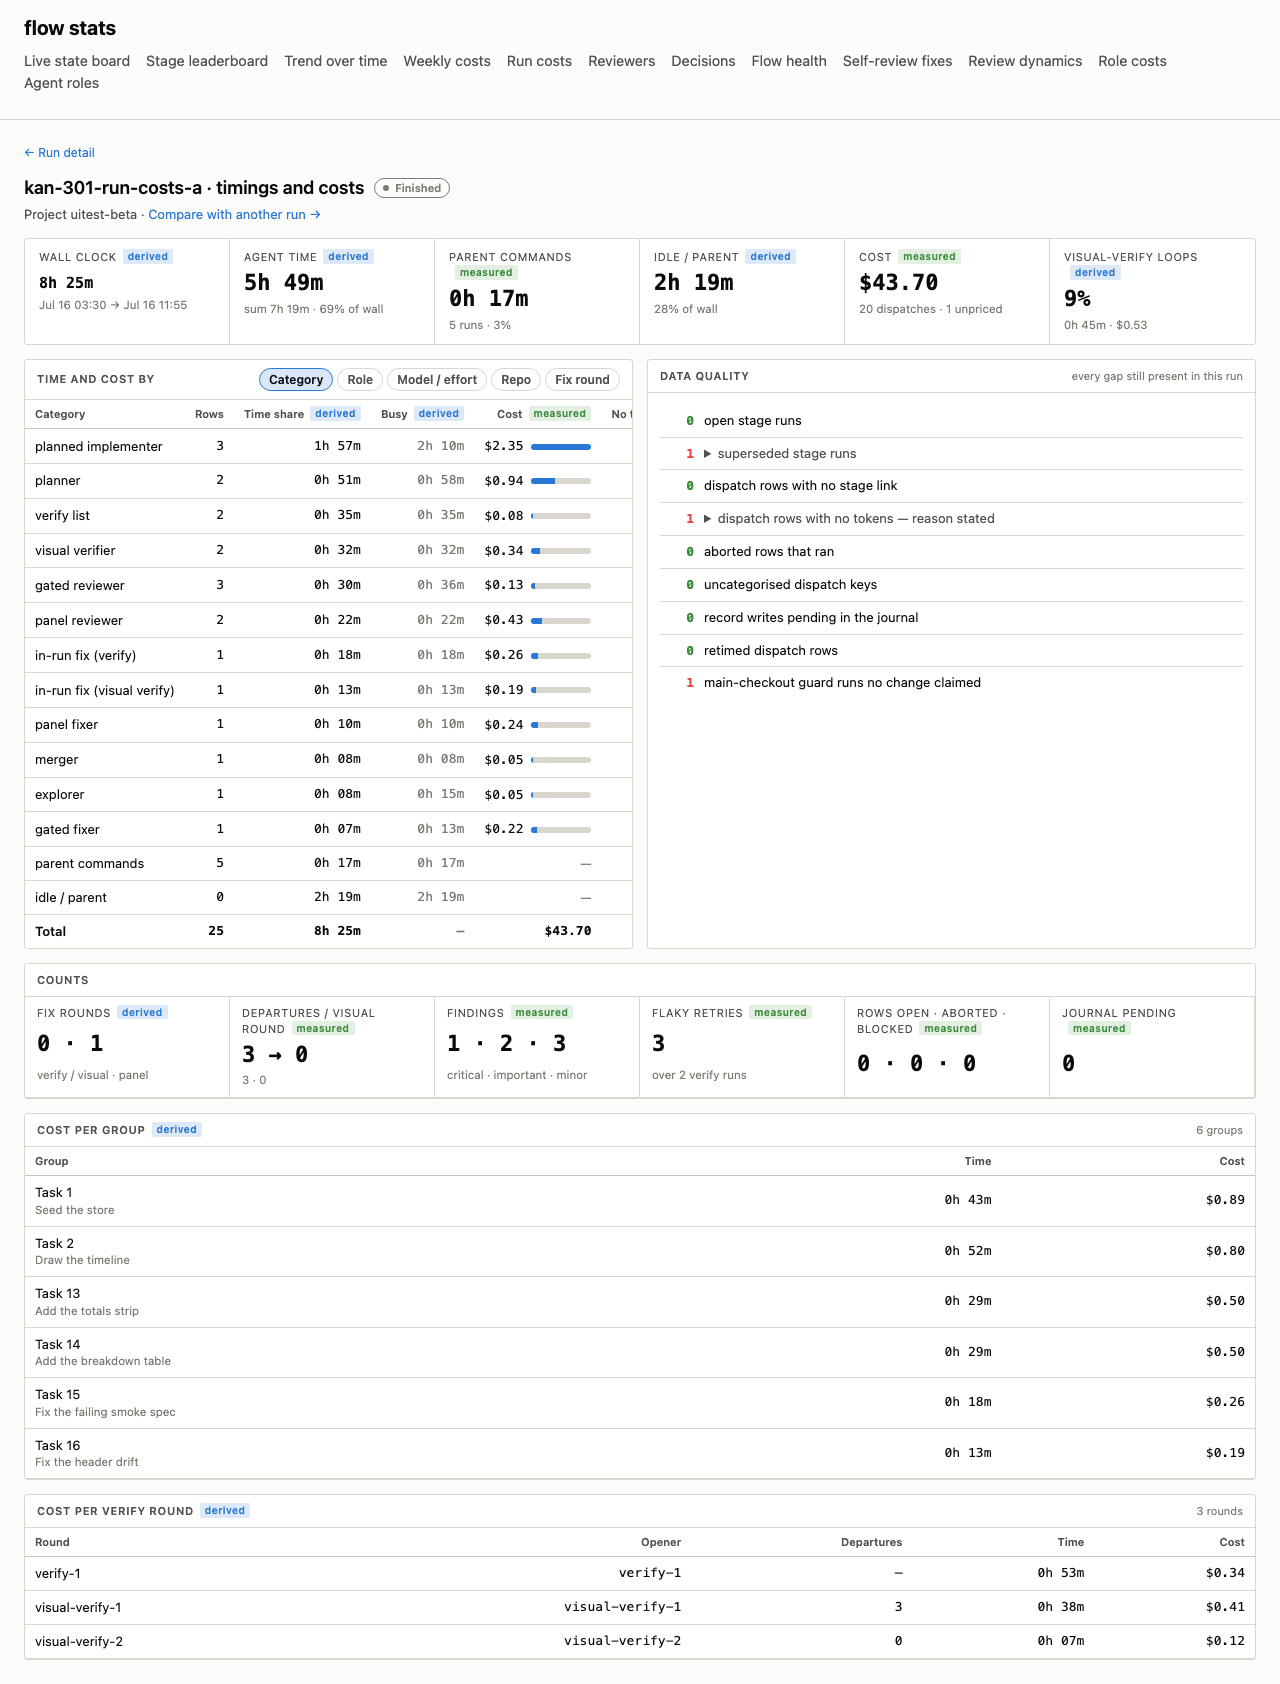 flow stats
Live state board Stage leaderboard Trend over time Weekly costs Run costs Reviewers Decisions Flow health Self-review fixes Review dynamics Role costs
Agent roles
← Run detail
kan-301-run-costs-a · timings and costs Finished
Project uitest-beta · Compare with another run →
WALL CLOCK derived
8h 25m
Jul 16 03:30 → Jul 16 11:55
AGENT TIME derived
5h 49m
sum 7h 19m · 69% of wall
PARENT COMMANDS
measured
0h 17m
5 runs · 3%
IDLE / PARENT derived
2h 19m
28% of wall
COST measured
$43.70
20 dispatches · 1 unpriced
VISUAL-VERIFY LOOPS
derived
9%
0h 45m · $0.53
TIME AND COST BY Category Role Model / effort Repo Fix round
Category Rows Time share derived Busy derived Cost measured No
planned implementer 3 1h 57m 2h 10m $2.35
planner 2 0h 51m 0h 58m $0.94
verify list 2 0h 35m 0h 35m $0.08
visual verifier 2 0h 32m 0h 32m $0.34
gated reviewer 3 0h 30m 0h 36m $0.13
panel reviewer 2 0h 22m 0h 22m $0.43
in-run fix (verify) 1 0h 18m 0h 18m $0.26
in-run fix (visual verify) 1 0h 13m 0h 13m $0.19
panel fixer 1 0h 10m 0h 10m $0.24
merger 1 0h 08m 0h 08m $0.05
explorer 1 0h 08m 0h 15m $0.05
gated fixer 1 0h 07m 0h 13m $0.22
parent commands 5 0h 17m 0h 17m —
idle / parent 0 2h 19m 2h 19m —
Total 25 8h 25m — $43.70
DATA QUALITY every gap still present in this run
0 open stage runs
1 ▶ superseded stage runs
0 dispatch rows with no stage link
1 ▶ dispatch rows with no tokens — reason stated
0 aborted rows that ran
0 uncategorised dispatch keys
0 record writes pending in the journal
0 retimed dispatch rows
1 main-checkout guard runs no change claimed
COUNTS
FIX ROUNDS derived
0 · 1
verify / visual · panel
DEPARTURES / VISUAL
ROUND measured
3 → 0
3 · 0
FINDINGS measured
1 · 2 · 3
critical · important · minor
FLAKY RETRIES measured
3
over 2 verify runs
ROWS OPEN · ABORTED ·
BLOCKED measured
0 · 0 · 0
JOURNAL PENDING
measured
0
COST PER GROUP derived 6 groups
Group Time Cost
Task 1 0h 43m $0.89
Seed the store
Task 2 0h 52m $0.80
Draw the timeline
Task 13 0h 29m $0.50
Add the totals strip
Task 14 0h 29m $0.50
Add the breakdown table
Task 15 0h 18m $0.26
Fix the failing smoke spec
Task 16 0h 13m $0.19
Fix the header drift
COST PER VERIFY ROUND derived 3 rounds
Round Opener Departures Time Cost
verify-1 verify-1 — 0h 53m $0.34
visual-verify-1 visual-verify-1 3 0h 38m $0.41
visual-verify-2 visual-verify-2 0 0h 07m $0.12